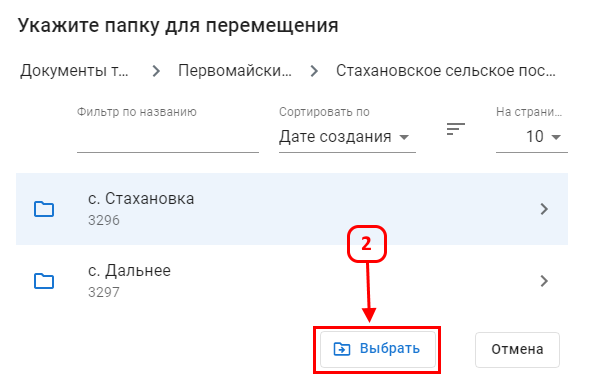 Укажите папку для перемещения
Документы т... > Первомайски... > Стахановское сельское пос...
Фильтр по названию Сортировать по На страни...
Дате создания 10
с. Стахановка
3296
2
с. Дальнее
3297
Выбрать Отмена